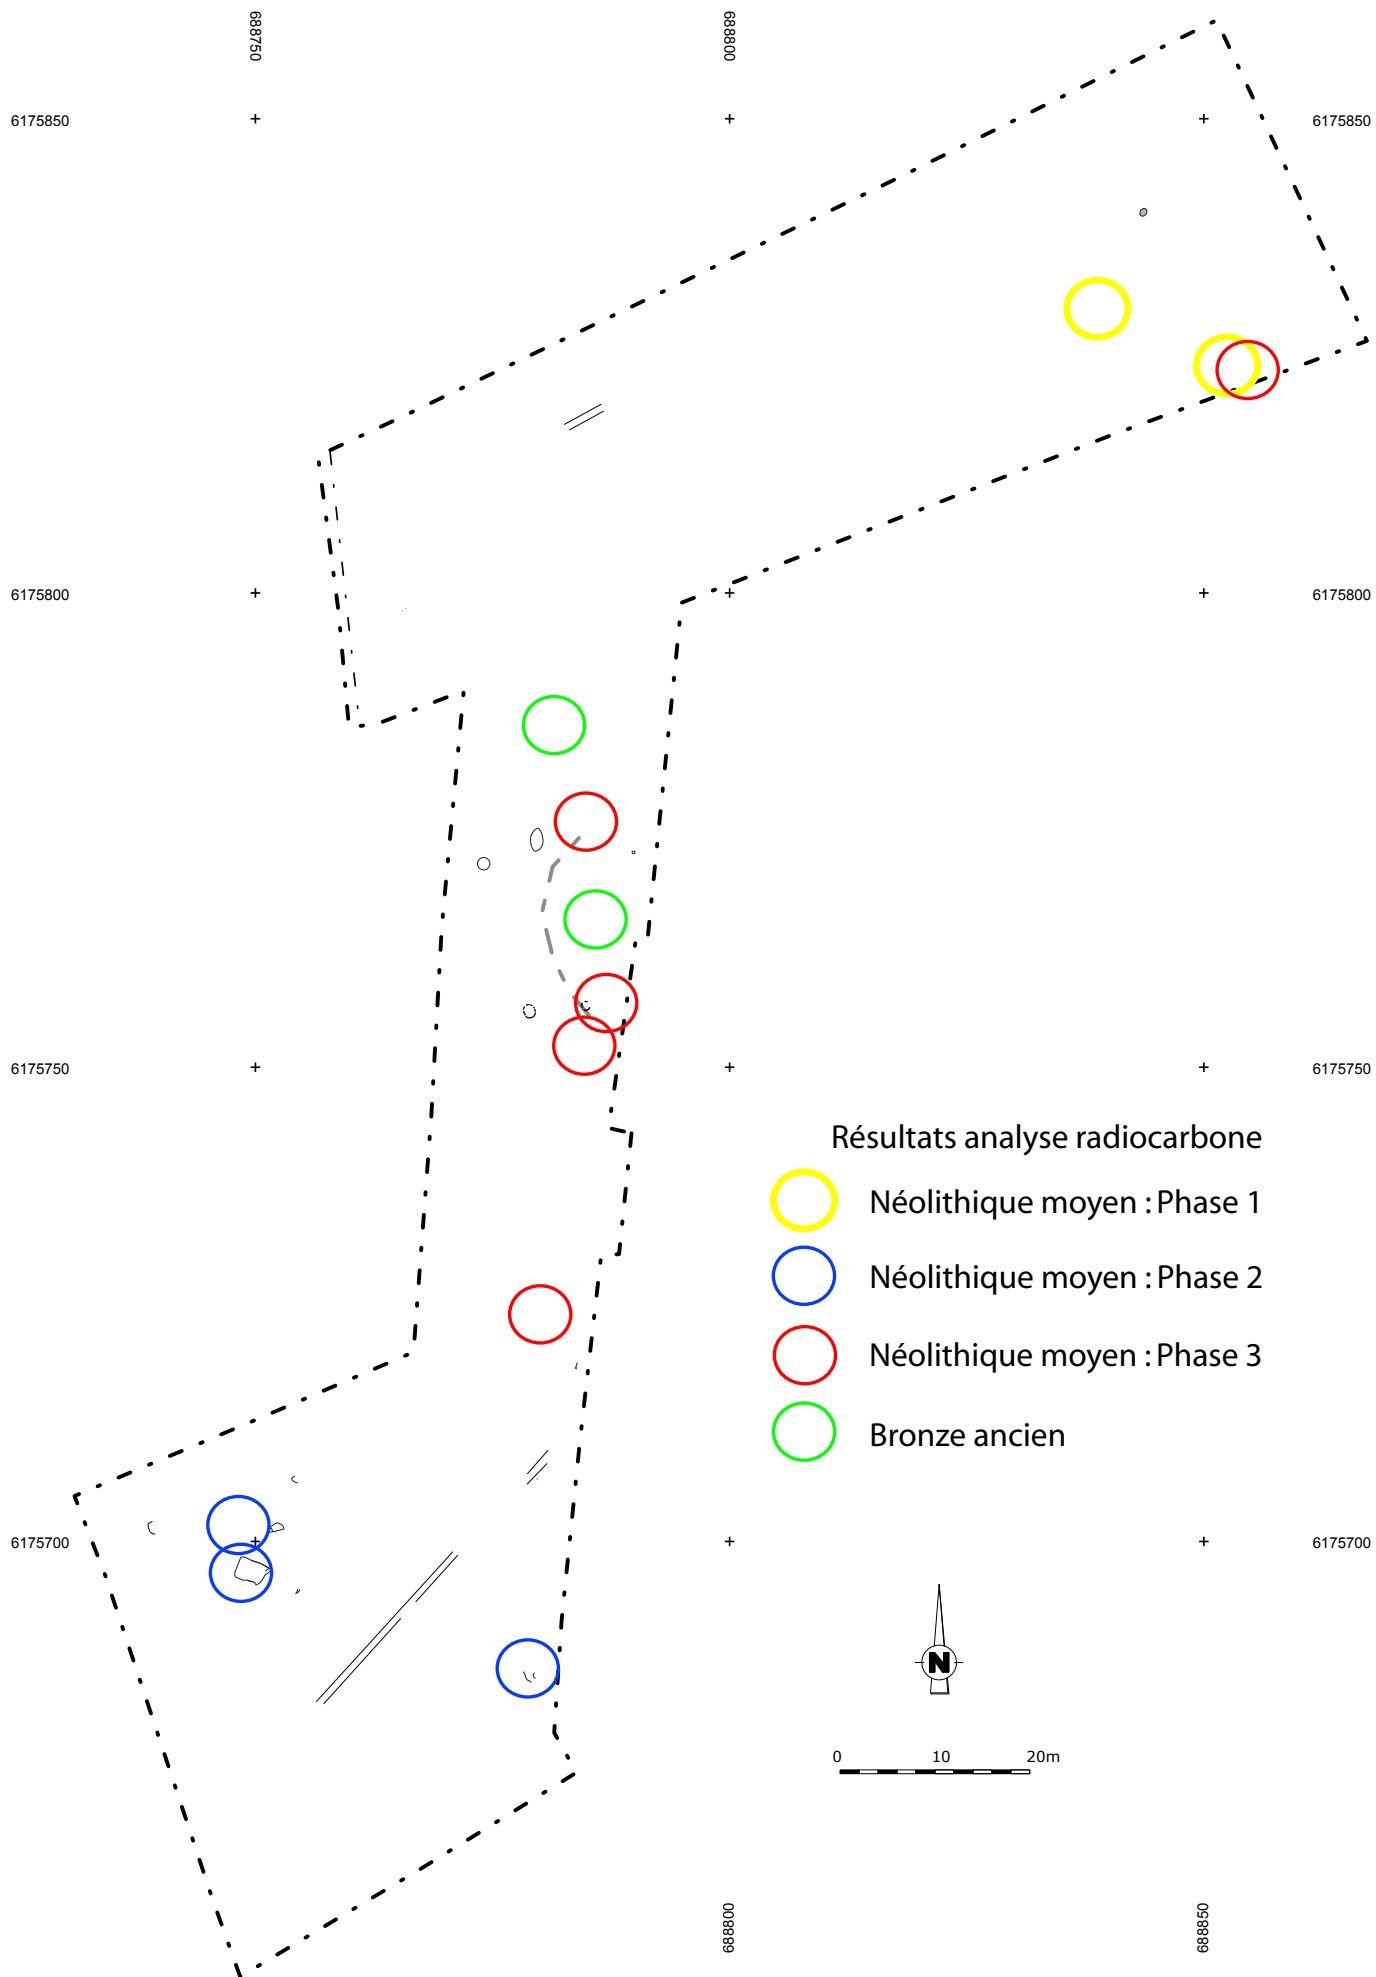 688750
688800
6175850
6175850
6175800
6175800
6175750
6175750
Résultats analyse radiocarbone
Néolithique moyen : Phase 1
Néolithique moyen : Phase 2
Néolithique moyen : Phase 3
Bronze ancien
6175700
6175700
N
0 10 20m
688800
688850